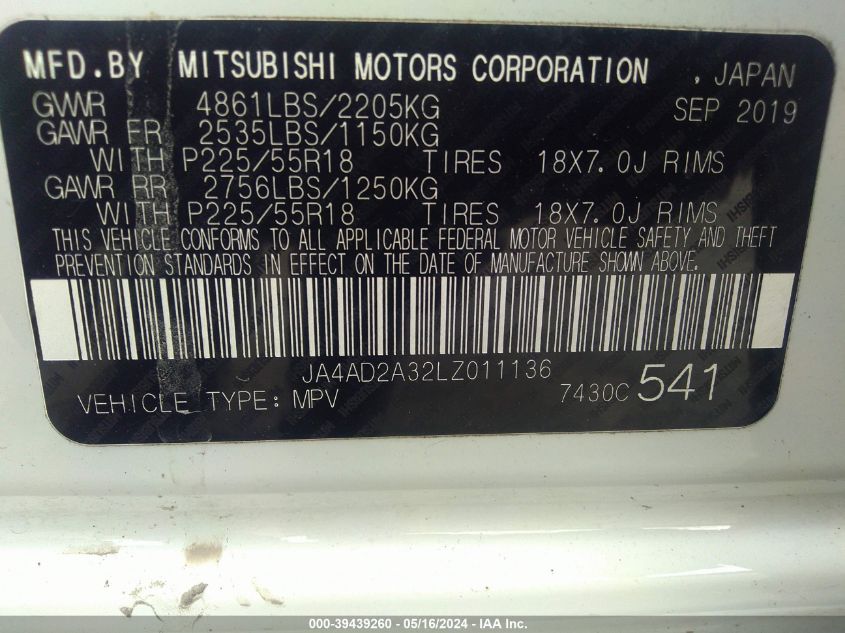 MFD.BY MITSUBISHI MOTORS CORPORATION , JAPAN
GVWR 4861LBS/2205KG SEP 2019
GAWR FR 2535LBS/1150KG
WITH P225/55R18 TIRES 18X7.0J RIMS
GAWR RR 2756LBS/1250KG
WITH P225/55R18 TIRES 18X7.0J RIMS
THIS VEHICLE CONFORMS TO ALL APPLICABLE FEDERAL MOTOR VEHICLE SAFETY AND THEFT
PREVENTION STANDARDS IN EFFECT ON THE DATE OF MANUFACTURE SHOWN ABOVE.
JA4AD2A32LZ011136
VEHICLE TYPE: MPV 7430C 541
000-39439260 - 05/16/2024 - IAA Inc.